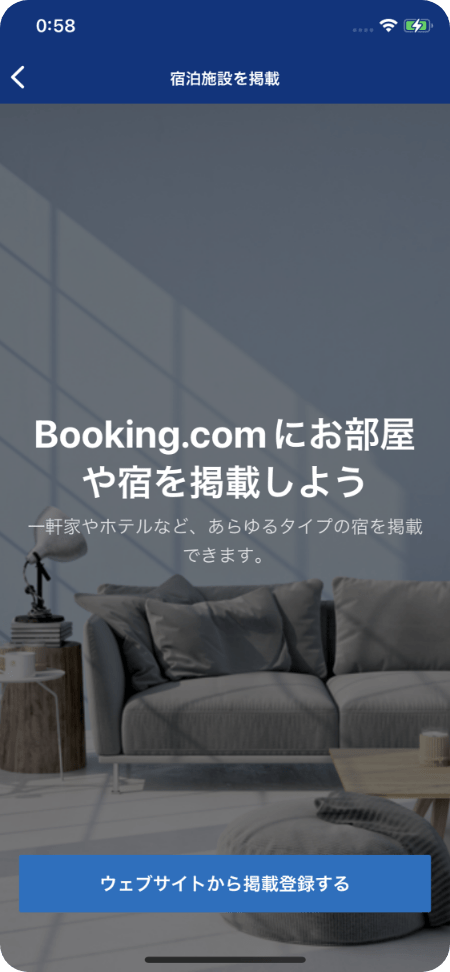 0:58
宿泊施設を掲載
Booking.comにお部屋
や宿を掲載しよう
一軒家やホテルなど、あらゆるタイプの宿を掲載
できます。
ウェブサイトから掲載登録する